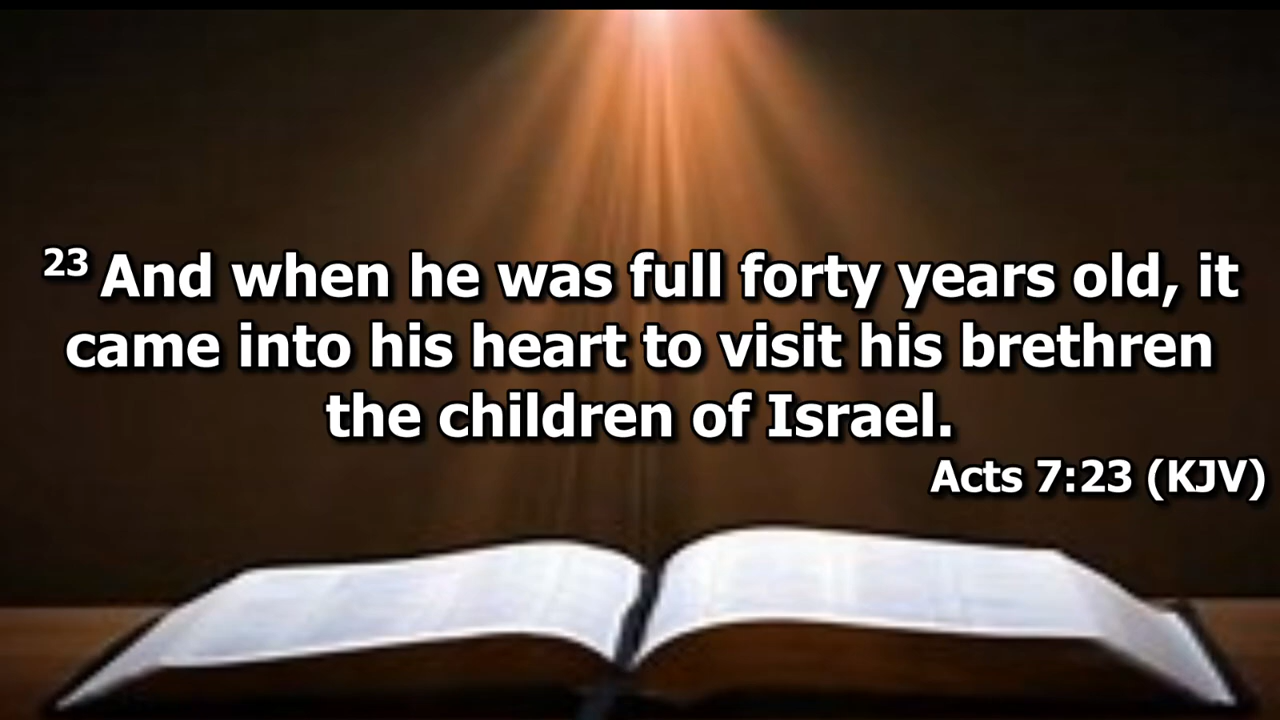 23 And when he was full forty years old, it
came into his heart to visit his brethren
the children of Israel.
Acts 7:23 (KJV)